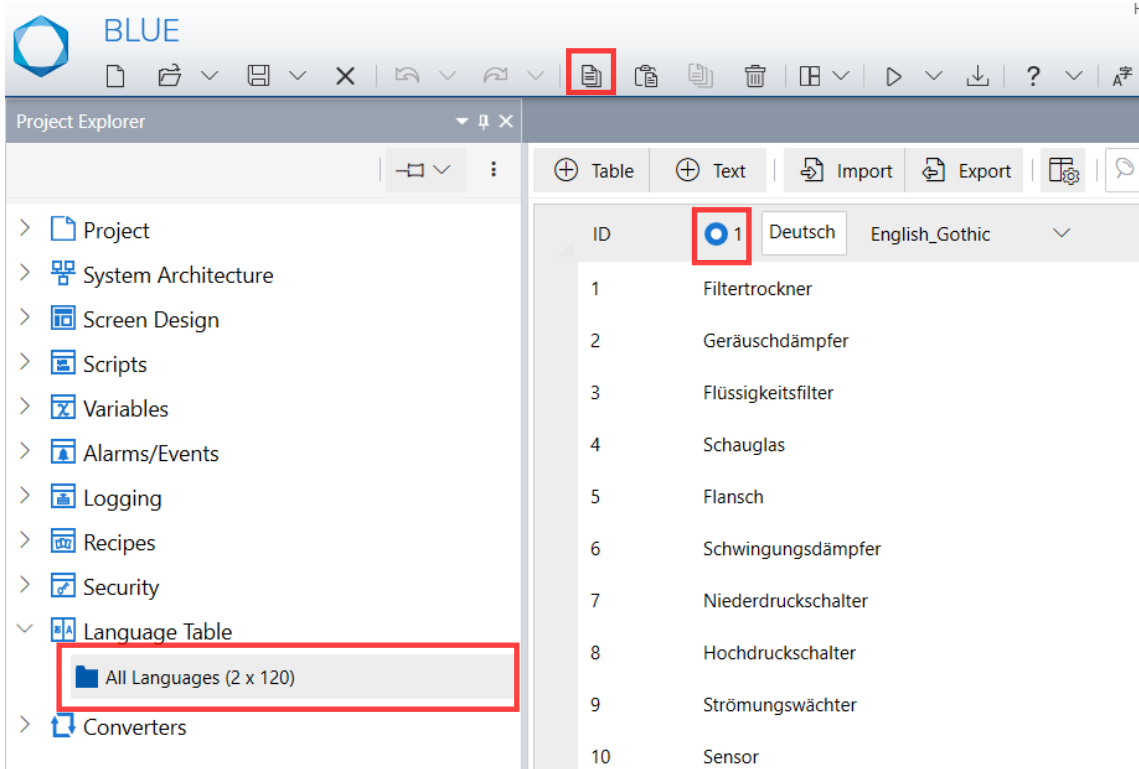 BLUE
?
A字
Project Explorer
Table Text Import Export
Project
System Architecture
Screen Design
Scripts
Variables
Alarms/Events
Logging
Recipes
Security
Language Table
All Languages (2 x 120)
Converters
ID 1 Deutsch English_Gothic
1 Filtertrockner
2 Geräuschdämpfer
3 Flüssigkeitsfilter
4 Schauglas
5 Flansch
6 Schwingungsdämpfer
7 Niederdruckschalter
8 Hochdruckschalter
9 Strömungswächter
10 Sensor